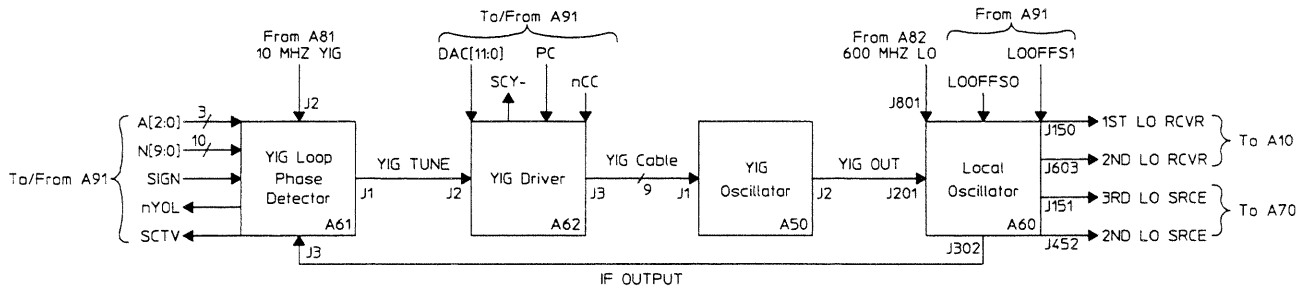 To/From A91
From A91
From A81
10 MHZ YIG
DAC[11:0]
PC
From A82
600 MHZ LO
LOOFFS1
SCY-
nCC
LOOFFS0
J2
J801
A[2:0]
3
N[9:0]
10
To/From A91
SIGN
nYOL
SCTV
YIG Loop
Phase
Detector
A61
J1
YIG TUNE
J2
YIG Driver
A62
J3
YIG Cable
9
J1
YIG
Oscillator
A50
J2
YIG OUT
J201
Local
Oscillator
A60
J150
1ST LO RCVR
J603
2ND LO RCVR
To A10
J151
3RD LO SRCE
J452
2ND LO SRCE
To A70
J3
J302
IF OUTPUT